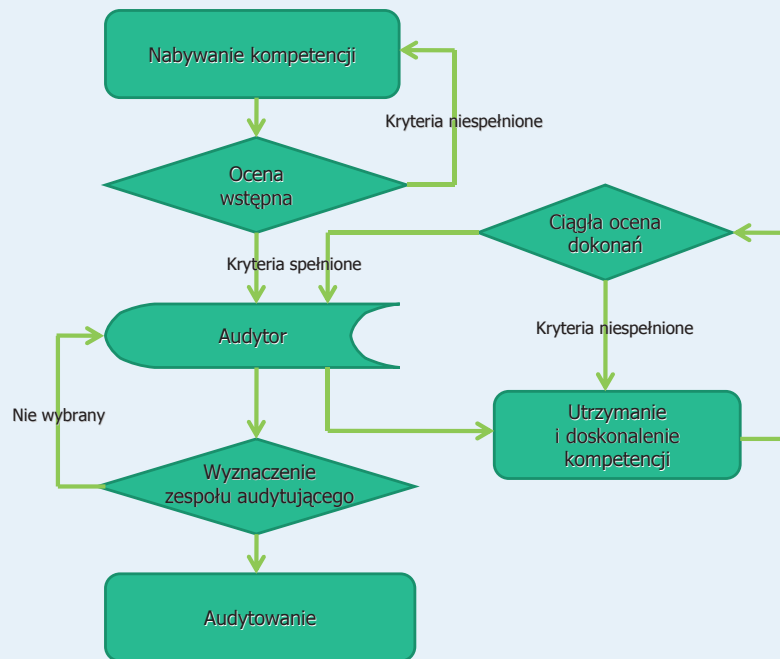 Nabywanie kompetencji
Kryteria niespełnione
Ocena
wstępna
Ciągła ocena
dokonań
Kryteria spełnione
Kryteria niespełnione
Audytor
Nie wybrany
Utrzymanie
i doskonalenie
kompetencji
Wyznaczenie
zespołu audytującego
Audytowanie